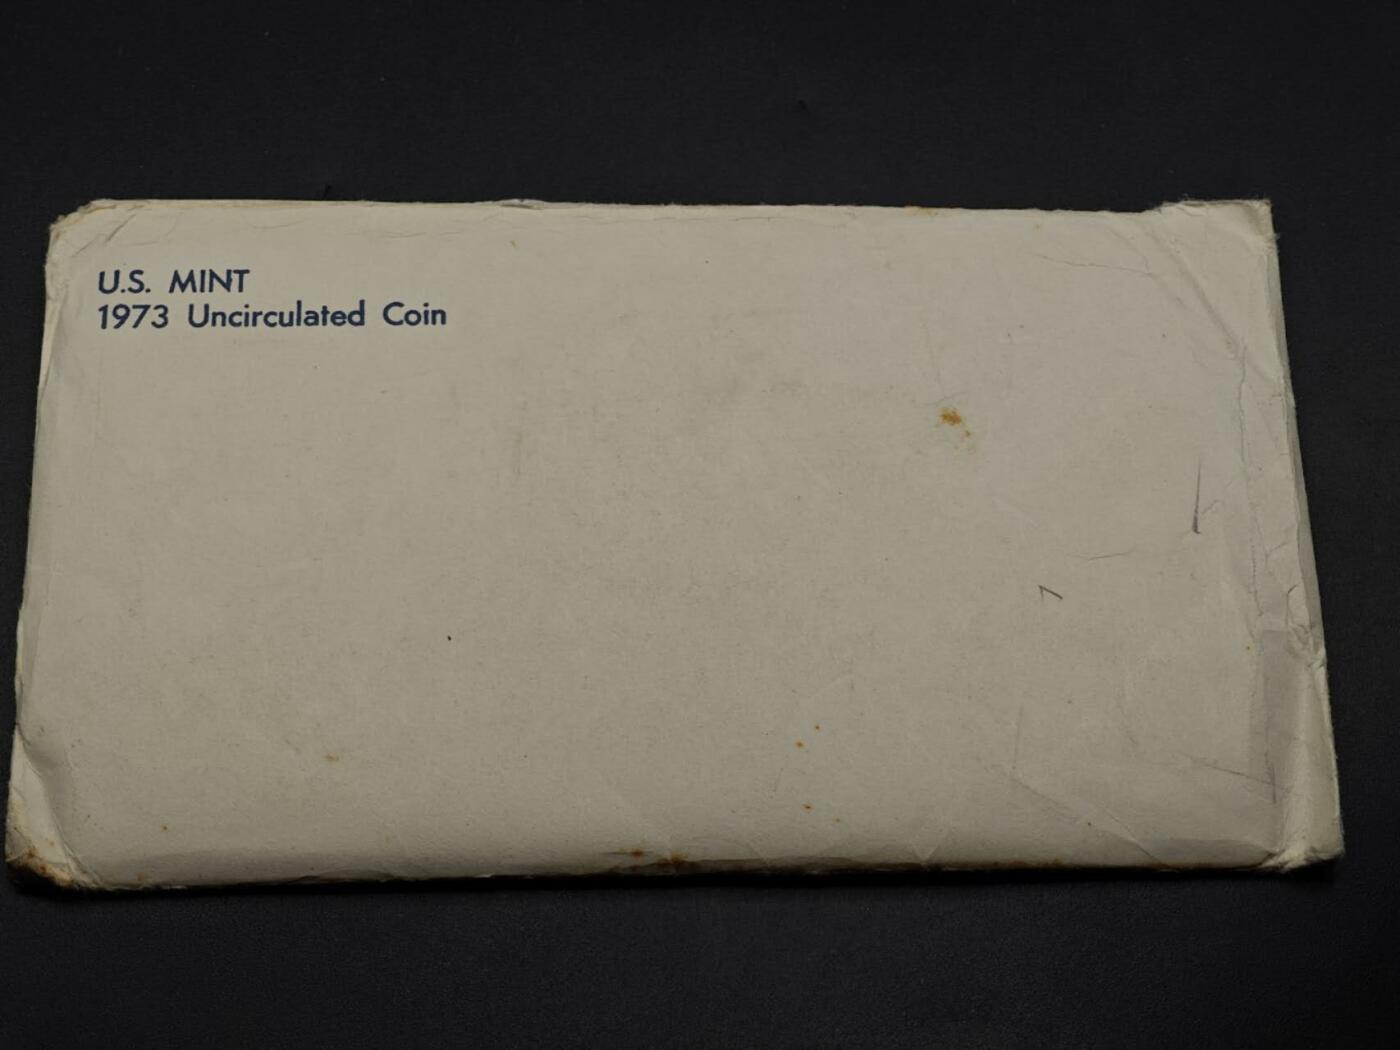 U.S. MINT
1973 Uncirculated Coin